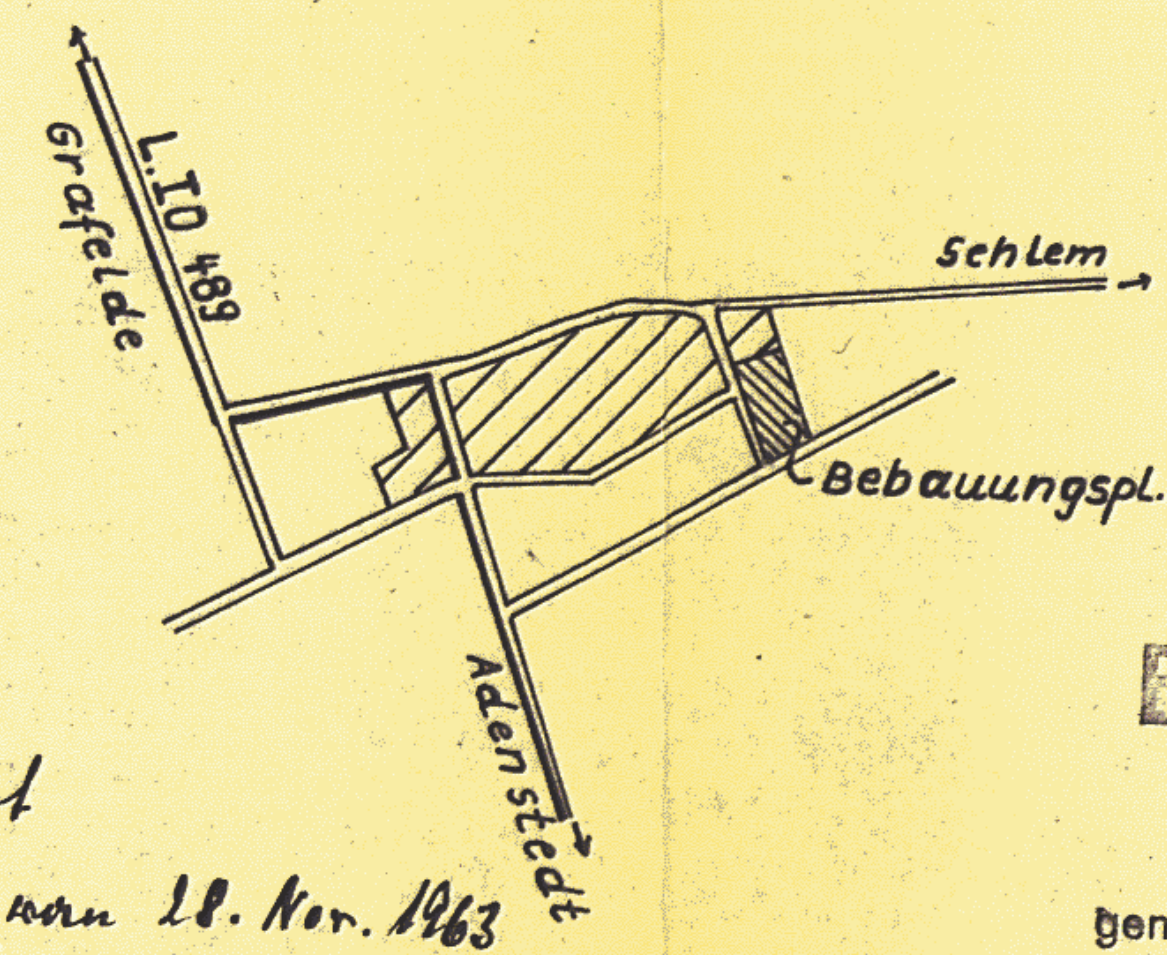 Grafelde
L.IO 489
Schlem
Bebauungspl.
Adenstedt
vom 28. Nov. 1963
gen